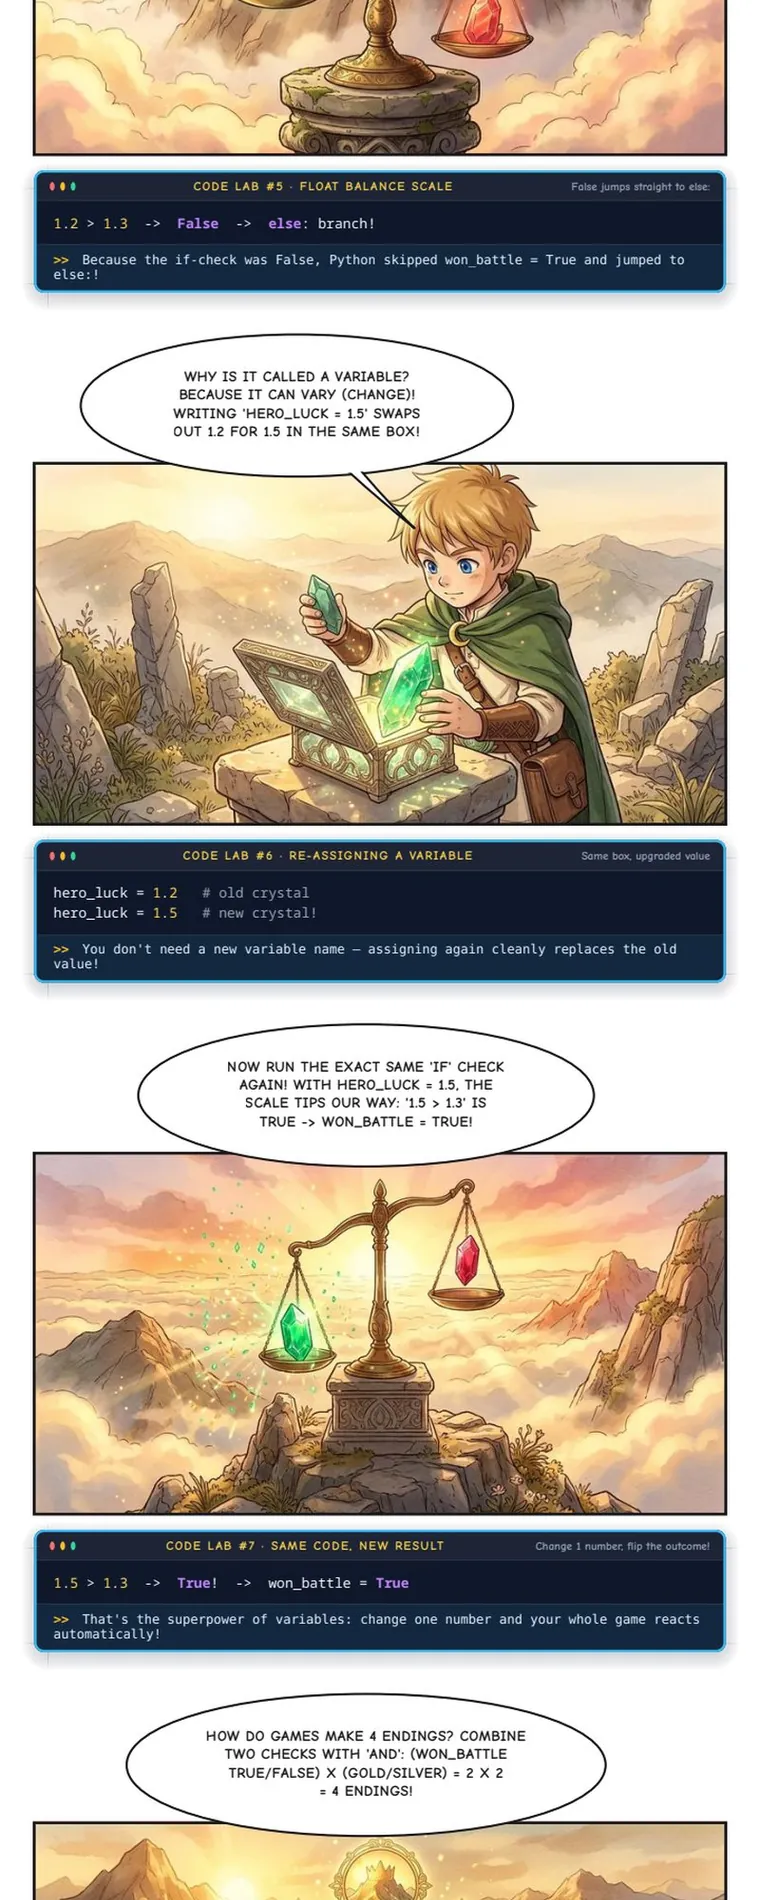 CODE LAB #5 · FLOAT BALANCE SCALE
False jumps straight to else:
1.2 > 1.3  ->  False  ->  else: branch!
>> Because the if-check was False, Python skipped won_battle = True and jumped to
else:!
WHY IS IT CALLED A VARIABLE?
BECAUSE IT CAN VARY (CHANGE)!
WRITING 'HERO_LUCK = 1.5' SWAPS
OUT 1.2 FOR 1.5 IN THE SAME BOX!
CODE LAB #6 · RE-ASSIGNING A VARIABLE
Same box, upgraded value
hero_luck = 1.2   # old crystal
hero_luck = 1.5   # new crystal!
>> You don't need a new variable name — assigning again cleanly replaces the old
value!
NOW RUN THE EXACT SAME 'IF' CHECK
AGAIN! WITH HERO_LUCK = 1.5, THE
SCALE TIPS OUR WAY: '1.5 > 1.3' IS
TRUE -> WON_BATTLE = TRUE!
CODE LAB #7 · SAME CODE, NEW RESULT
Change 1 number, flip the outcome!
1.5 > 1.3  ->  True!  ->  won_battle = True
>> That's the superpower of variables: change one number and your whole game reacts
automatically!
HOW DO GAMES MAKE 4 ENDINGS? COMBINE
TWO CHECKS WITH 'AND': (WON_BATTLE
TRUE/FALSE) X (GOLD/SILVER) = 2 X 2
= 4 ENDINGS!